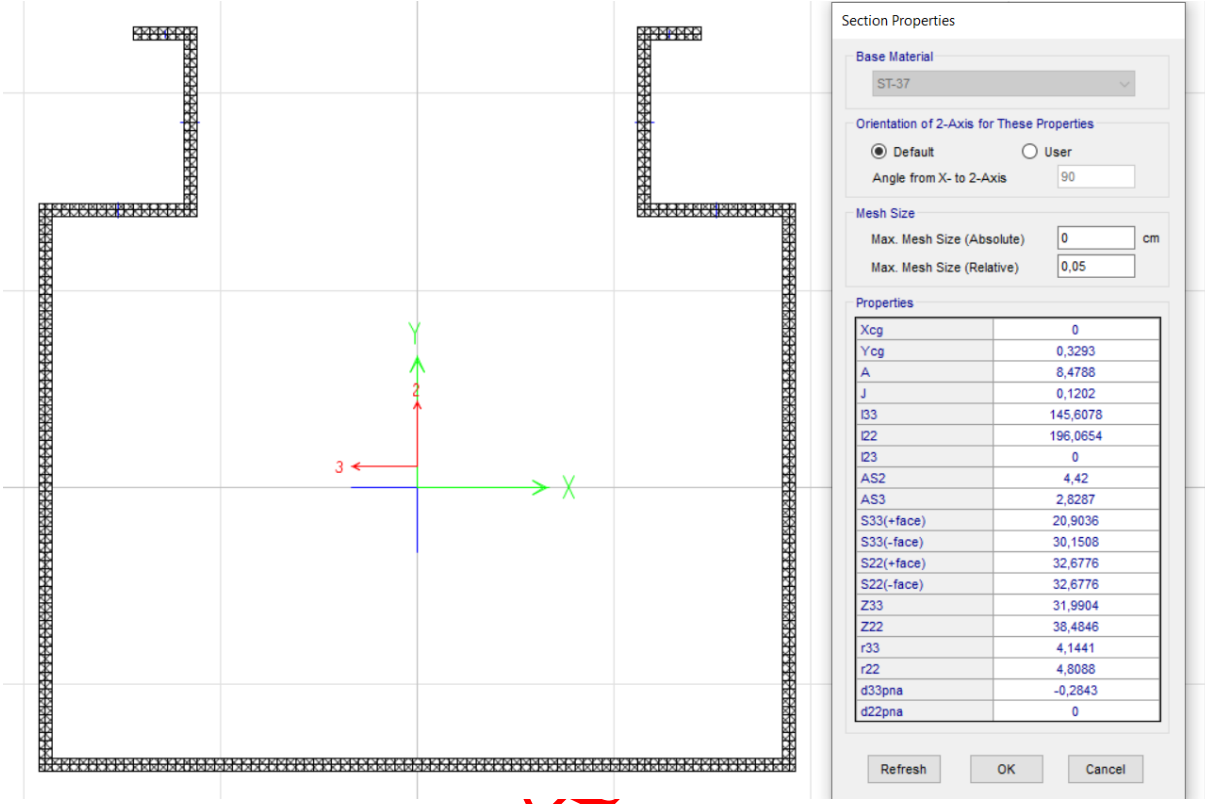 Section Properties
Base Material
ST-37
Orientation of 2-Axis for These Properties
Default User
Angle from X- to 2-Axis 90
Mesh Size
Max. Mesh Size (Absolute) 0 cm
Max. Mesh Size (Relative) 0,05
Properties
Xcg 0
Ycg 0,3293
A 8,4788
J 0,1202
I33 145,6078
I22 196,0654
I23 0
AS2 4,42
AS3 2,8287
S33(+face) 20,9036
S33(-face) 30,1508
S22(+face) 32,6776
S22(-face) 32,6776
Z33 31,9904
Z22 38,4846
r33 4,1441
r22 4,8088
d33pna -0,2843
d22pna 0
Refresh OK Cancel
Y
2
3
X